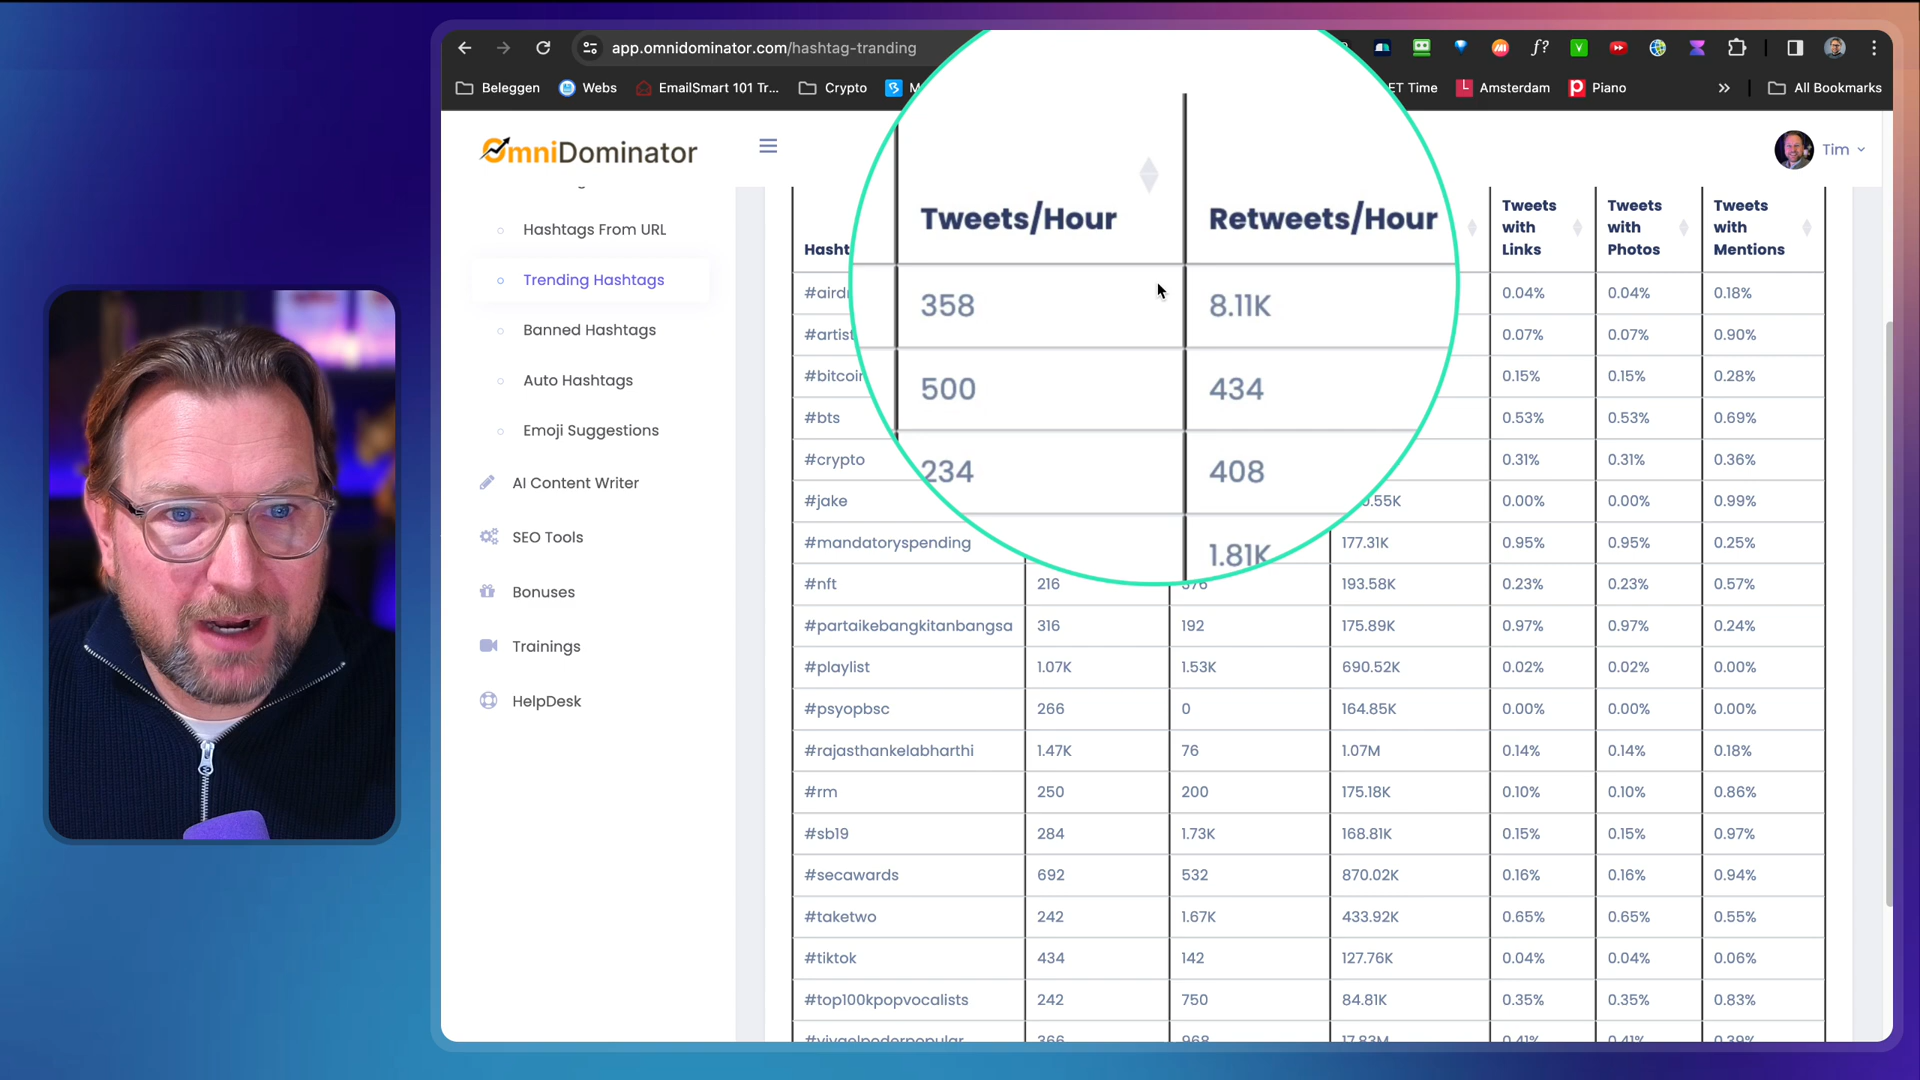 app.omnidominator.com/hashtag-tranding
Beleggen
Webs
EmailSmart 101 Tr...
Crypto
ET Time
Amsterdam
Piano
All Bookmarks
OmniDominator
Tim
Hashtags From URL
Trending Hashtags
Banned Hashtags
Auto Hashtags
Emoji Suggestions
AI Content Writer
SEO Tools
Bonuses
Trainings
HelpDesk
Tweets/Hour Retweets/Hour Tweets with Links Tweets with Photos Tweets with Mentions
358 8.11K 0.04% 0.04% 0.18%
500 434 0.07% 0.07% 0.90%
234 408 0.15% 0.15% 0.28%
1.81K
#bts 0.53% 0.53% 0.69%
#crypto 0.31% 0.31% 0.36%
#jake 0.00% 0.00% 0.99%
#mandatoryspending 177.31K 0.95% 0.95% 0.25%
#nft 216 376 193.58K 0.23% 0.23% 0.57%
#partaikebangkitanbangsa 316 192 175.89K 0.97% 0.97% 0.24%
#playlist 1.07K 1.53K 690.52K 0.02% 0.02% 0.00%
#psyopbsc 266 0 164.85K 0.00% 0.00% 0.00%
#rajasthankelabharthi 1.47K 76 1.07M 0.14% 0.14% 0.18%
#rm 250 200 175.18K 0.10% 0.10% 0.86%
#sb19 284 1.73K 168.81K 0.15% 0.15% 0.97%
#secawards 692 532 870.02K 0.16% 0.16% 0.94%
#taketwo 242 1.67K 433.92K 0.65% 0.65% 0.55%
#tiktok 434 142 127.76K 0.04% 0.04% 0.06%
#top100kpopvocalists 242 750 84.81K 0.35% 0.35% 0.83%